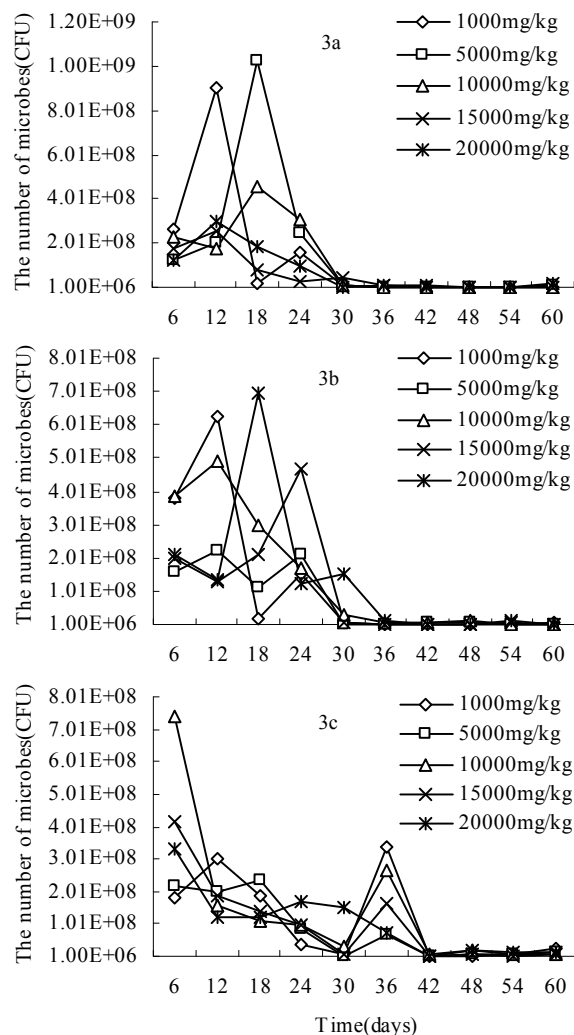 The number of microbes(CFU)
3a
1.20E+09
1.00E+09
8.01E+08
6.01E+08
4.01E+08
2.01E+08
1.00E+06
1000mg/kg
5000mg/kg
10000mg/kg
15000mg/kg
20000mg/kg
6 12 18 24 30 36 42 48 54 60
The number of microbes(CFU)
3b
8.01E+08
7.01E+08
6.01E+08
5.01E+08
4.01E+08
3.01E+08
2.01E+08
1.01E+08
1.00E+06
1000mg/kg
5000mg/kg
10000mg/kg
15000mg/kg
20000mg/kg
6 12 18 24 30 36 42 48 54 60
The number of microbes(CFU)
3c
8.01E+08
7.01E+08
6.01E+08
5.01E+08
4.01E+08
3.01E+08
2.01E+08
1.01E+08
1.00E+06
1000mg/kg
5000mg/kg
10000mg/kg
15000mg/kg
20000mg/kg
6 12 18 24 30 36 42 48 54 60
Time(days)